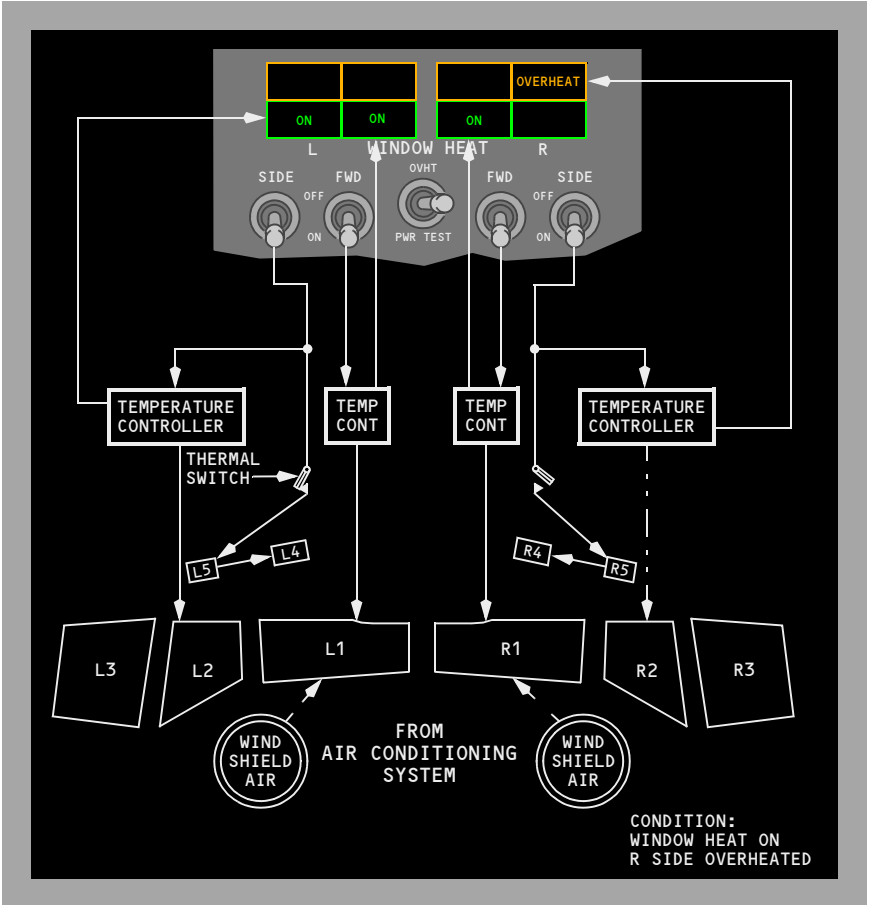 OVERHEAT
ON ON ON
L WINDOW HEAT R
SIDE FWD OVHT FWD SIDE
OFF OFF
ON PWR TEST ON
TEMPERATURE
CONTROLLER
TEMP
CONT
TEMP
CONT
TEMPERATURE
CONTROLLER
THERMAL
SWITCH
L5 L4 R4 R5
L3 L2 L1 R1 R2 R3
WIND
SHIELD
AIR
FROM
AIR CONDITIONING
SYSTEM
WIND
SHIELD
AIR
CONDITION:
WINDOW HEAT ON
R SIDE OVERHEATED